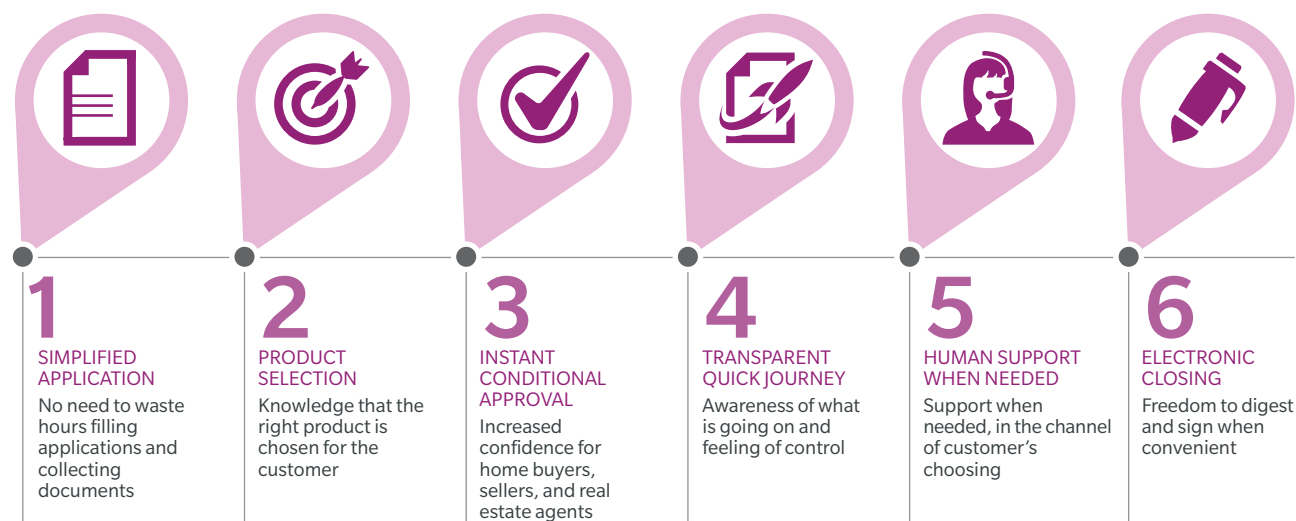 1
SIMPLIFIED
APPLICATION
No need to waste
hours filling
applications and
collecting
documents
2
PRODUCT
SELECTION
Knowledge that the
right product is
chosen for the
customer
3
INSTANT
CONDITIONAL
APPROVAL
Increased
confidence for
home buyers,
sellers, and real
estate agents
4
TRANSPARENT
QUICK JOURNEY
Awareness of what
is going on and
feeling of control
5
HUMAN SUPPORT
WHEN NEEDED
Support when
needed, in the channel
of customer’s
choosing
6
ELECTRONIC
CLOSING
Freedom to digest
and sign when
convenient